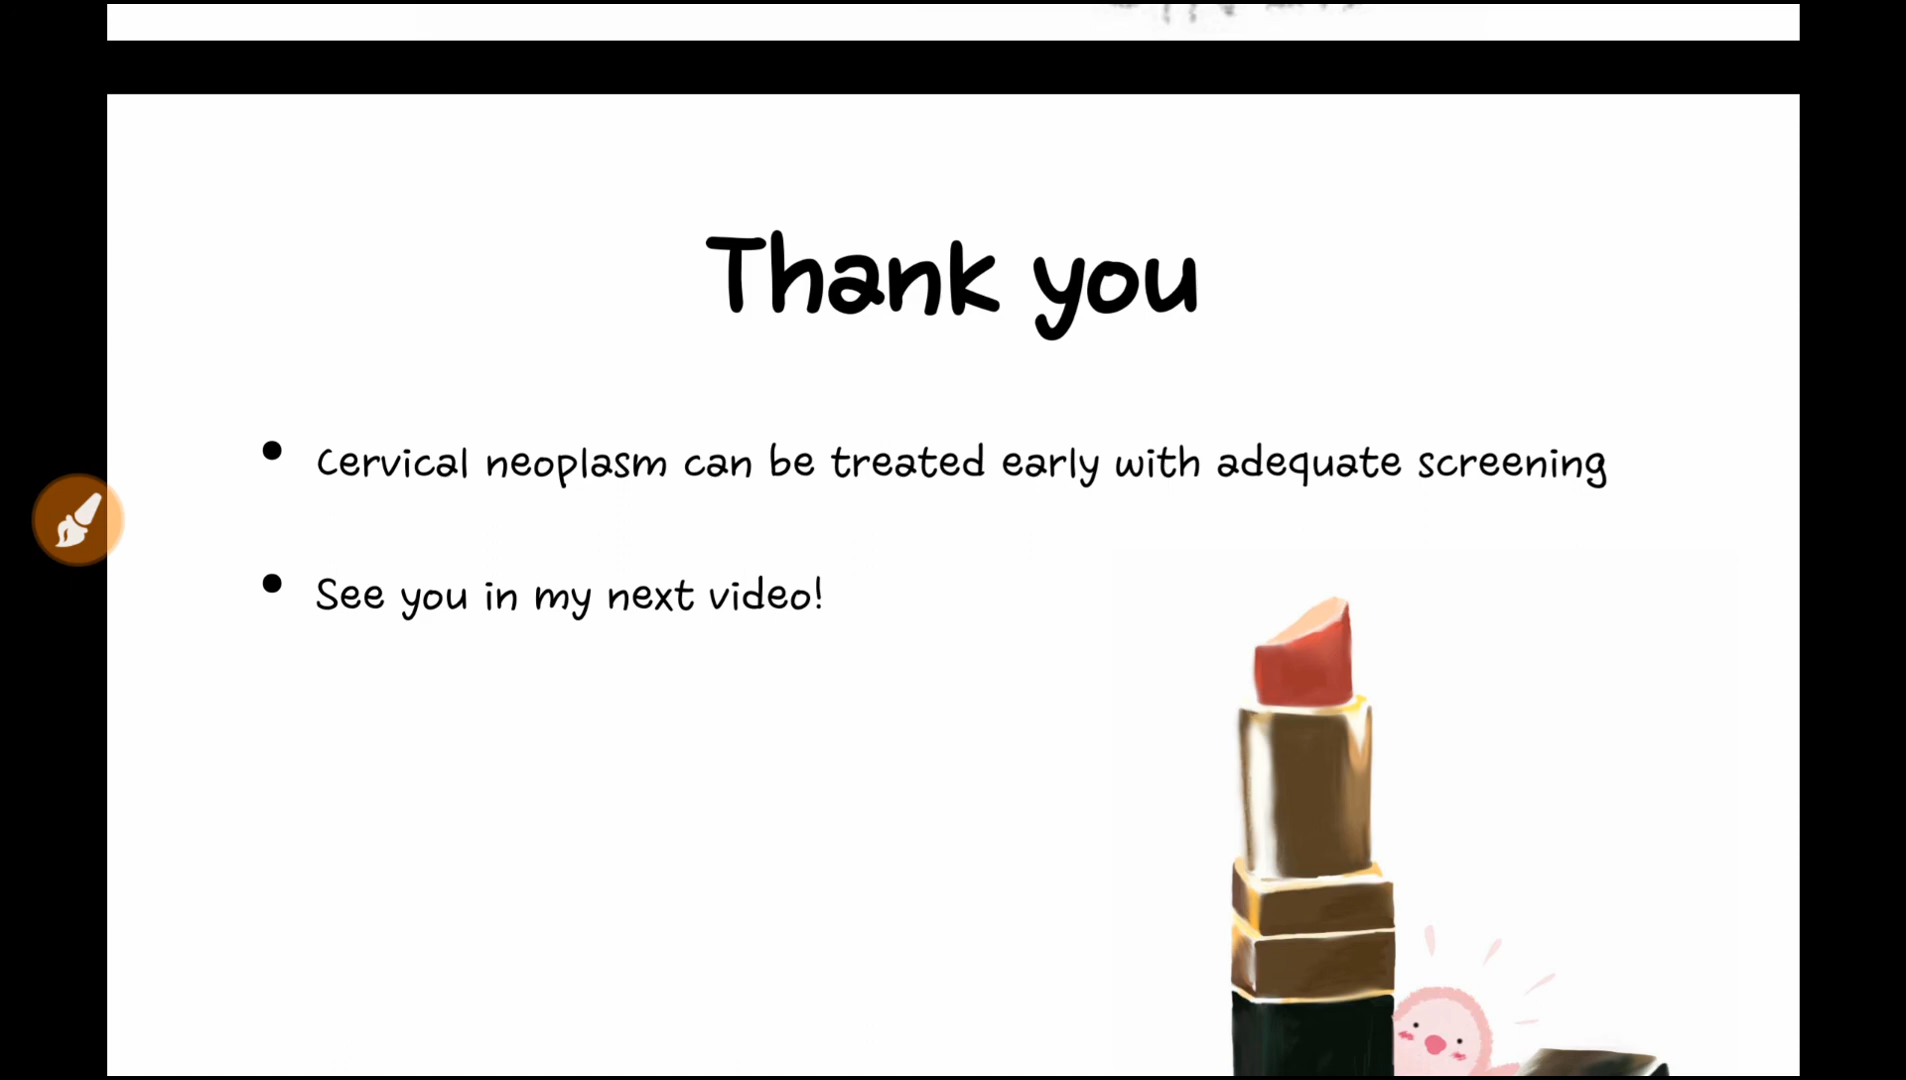 Thank you
• Cervical neoplasm can be treated early with adequate screening
• See you in my next video!